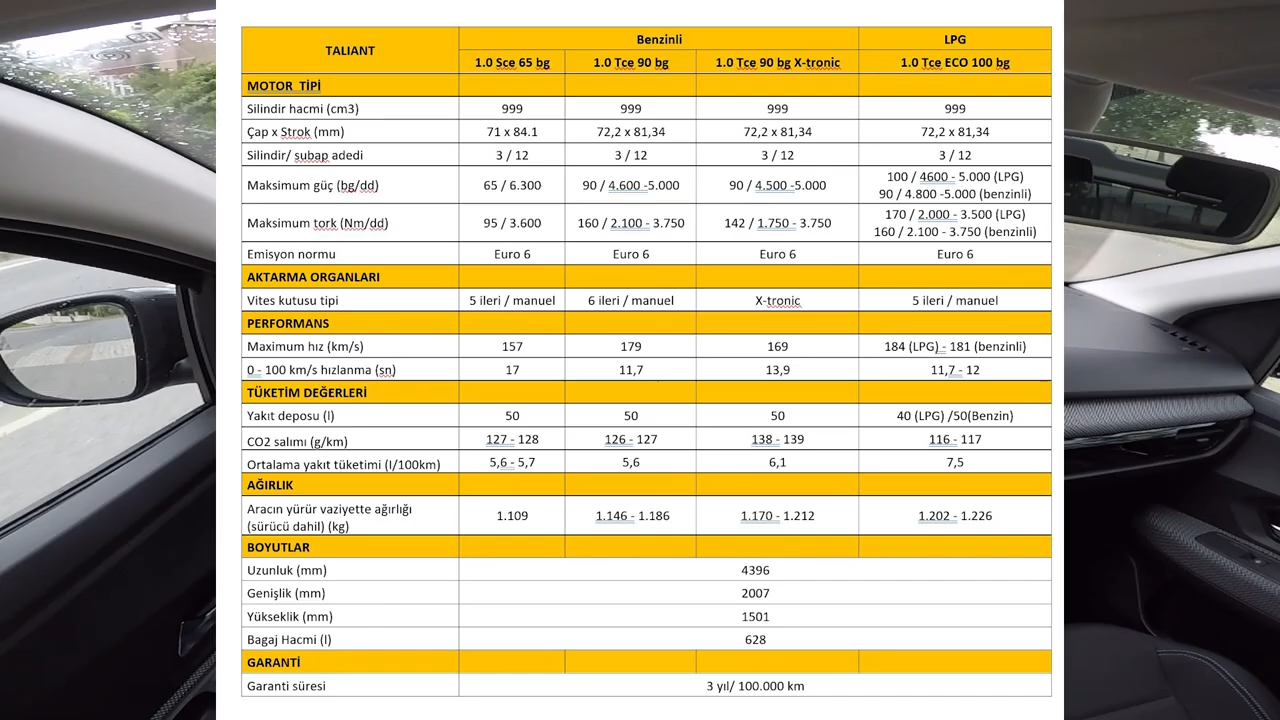 TALIANT Benzinli LPG
1.0 Sce 65 bg 1.0 Tce 90 bg 1.0 Tce 90 bg X-tronic 1.0 Tce ECO 100 bg
MOTOR TİPİ
Silindir hacmi (cm3) 999 999 999 999
Çap x Strok (mm) 71 x 84.1 72,2 x 81,34 72,2 x 81,34 72,2 x 81,34
Silindir/ subap adedi 3 / 12 3 / 12 3 / 12 3 / 12
Maksimum güç (bg/dd) 65 / 6.300 90 / 4.600 -5.000 90 / 4.500 -5.000 100 / 4600 - 5.000 (LPG)
90 / 4.800 -5.000 (benzinli)
Maksimum tork (Nm/dd) 95 / 3.600 160 / 2.100 - 3.750 142 / 1.750 - 3.750 170 / 2.000 - 3.500 (LPG)
160 / 2.100 - 3.750 (benzinli)
Emisyon normu Euro 6 Euro 6 Euro 6 Euro 6
AKTARMA ORGANLARI
Vites kutusu tipi 5 ileri / manuel 6 ileri / manuel X-tronic 5 ileri / manuel
PERFORMANS
Maximum hız (km/s) 157 179 169 184 (LPG) - 181 (benzinli)
0 - 100 km/s hızlanma (sn) 17 11,7 13,9 11,7 - 12
TÜKETİM DEĞERLERİ
Yakıt deposu (l) 50 50 50 40 (LPG) /50(Benzin)
CO2 salımı (g/km) 127 - 128 126 - 127 138 - 139 116 - 117
Ortalama yakıt tüketimi (l/100km) 5,6 - 5,7 5,6 6,1 7,5
AĞIRLIK
Aracın yürür vaziyette ağırlığı
(sürücü dahil) (kg) 1.109 1.146 - 1.186 1.170 - 1.212 1.202 - 1.226
BOYUTLAR
Uzunluk (mm) 4396
Genişlik (mm) 2007
Yükseklik (mm) 1501
Bagaj Hacmi (l) 628
GARANTİ
Garanti süresi 3 yıl/ 100.000 km